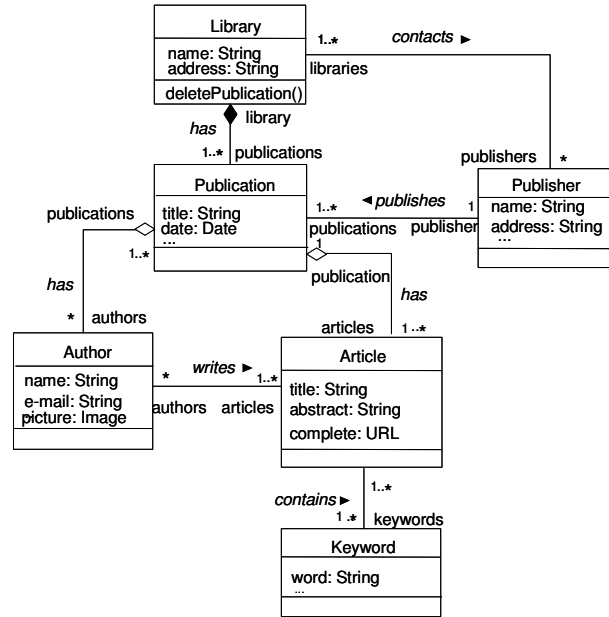 Library
name: String
address: String
deletePublication()
1..*
contacts ►
libraries
library
has
1..*
publications
publishers
*
Publication
title: String
date: Date
...
Publisher
name: String
address: String
...
1..*
◄ publishes
1
publications
publisher
publications
1..*
1
publication
has
has
*
authors
articles
1..*
Author
name: String
e-mail: String
picture: Image
*
writes ►
1..*
authors
articles
Article
title: String
abstract: String
complete: URL
1..*
contains ►
1..*
keywords
Keyword
word: String
...